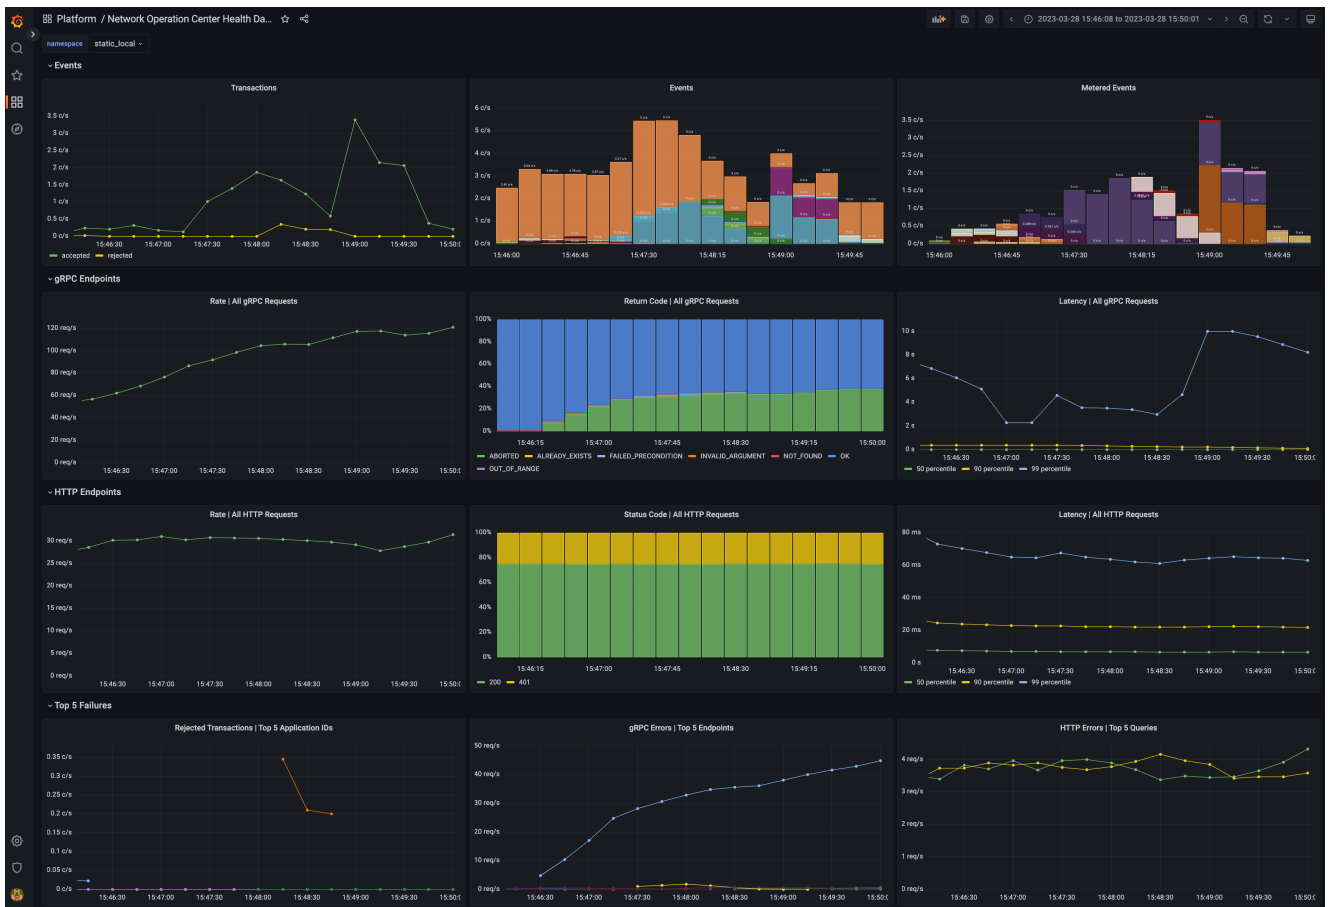 Platform / Network Operation Center Health Da...
2023-03-28 15:46:08 to 2023-03-28 15:50:01
namespace static_local
Events
Transactions
3.5 c/s
3 c/s
2.5 c/s
2 c/s
1.5 c/s
1 c/s
0.5 c/s
0 c/s
15:46:30 15:47:00 15:47:30 15:48:00 15:48:30 15:49:00 15:49:30 15:50:0
accepted rejected
Events
6 c/s
5 c/s
4 c/s
3 c/s
2 c/s
1 c/s
0 c/s
15:46:00 15:46:45 15:47:30 15:48:15 15:49:00 15:49:45
Metered Events
3.5 c/s
3 c/s
2.5 c/s
2 c/s
1.5 c/s
1 c/s
0.5 c/s
0 c/s
15:46:00 15:46:45 15:47:30 15:48:15 15:49:00 15:49:45
gRPC Endpoints
Rate | All gRPC Requests
120 req/s
100 req/s
80 req/s
60 req/s
40 req/s
20 req/s
0 req/s
15:46:30 15:47:00 15:47:30 15:48:00 15:48:30 15:49:00 15:49:30 15:50:0
Return Code | All gRPC Requests
100%
80%
60%
40%
20%
0%
15:46:15 15:47:00 15:47:45 15:48:30 15:49:15 15:50:00
ABORTED ALREADY_EXISTS FAILED_PRECONDITION INVALID_ARGUMENT NOT_FOUND OK
OUT_OF_RANGE
Latency | All gRPC Requests
10 s
8 s
6 s
4 s
2 s
0 s
15:46:30 15:47:00 15:47:30 15:48:00 15:48:30 15:49:00 15:49:30 15:50:0
50 percentile 90 percentile 99 percentile
HTTP Endpoints
Rate | All HTTP Requests
30 req/s
25 req/s
20 req/s
15 req/s
10 req/s
5 req/s
0 req/s
15:46:30 15:47:00 15:47:30 15:48:00 15:48:30 15:49:00 15:49:30 15:50:0
Status Code | All HTTP Requests
100%
80%
60%
40%
20%
0%
15:46:15 15:47:00 15:47:45 15:48:30 15:49:15 15:50:00
200 401
Latency | All HTTP Requests
80 ms
60 ms
40 ms
20 ms
0 s
15:46:30 15:47:00 15:47:30 15:48:00 15:48:30 15:49:00 15:49:30 15:50:0
50 percentile 90 percentile 99 percentile
Top 5 Failures
Rejected Transactions | Top 5 Application IDs
0.35 c/s
0.3 c/s
0.25 c/s
0.2 c/s
0.15 c/s
0.1 c/s
0.05 c/s
0 c/s
15:46:30 15:47:00 15:47:30 15:48:00 15:48:30 15:49:00 15:49:30 15:50:0
gRPC Errors | Top 5 Endpoints
50 req/s
40 req/s
30 req/s
20 req/s
10 req/s
0 req/s
15:46:30 15:47:00 15:47:30 15:48:00 15:48:30 15:49:00 15:49:30 15:50:0
HTTP Errors | Top 5 Queries
4 req/s
3 req/s
2 req/s
1 req/s
0 req/s
15:46:30 15:47:00 15:47:30 15:48:00 15:48:30 15:49:00 15:49:30 15:50:0